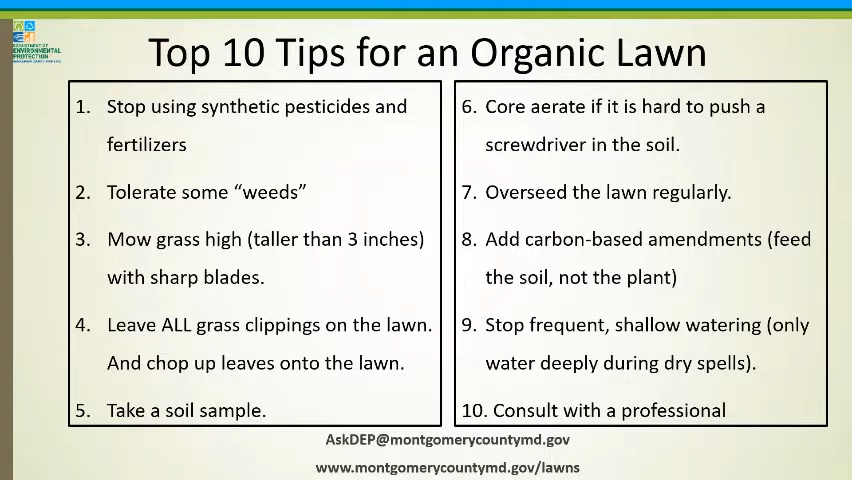 DEPARTMENT OF
ENVIRONMENTAL
PROTECTION
Top 10 Tips for an Organic Lawn
1. Stop using synthetic pesticides and
fertilizers
2. Tolerate some “weeds”
3. Mow grass high (taller than 3 inches)
with sharp blades.
4. Leave ALL grass clippings on the lawn.
And chop up leaves onto the lawn.
5. Take a soil sample.
6. Core aerate if it is hard to push a
screwdriver in the soil.
7. Overseed the lawn regularly.
8. Add carbon-based amendments (feed
the soil, not the plant)
9. Stop frequent, shallow watering (only
water deeply during dry spells).
10. Consult with a professional
AskDEP@montgomerycountymd.gov
www.montgomerycountymd.gov/lawns